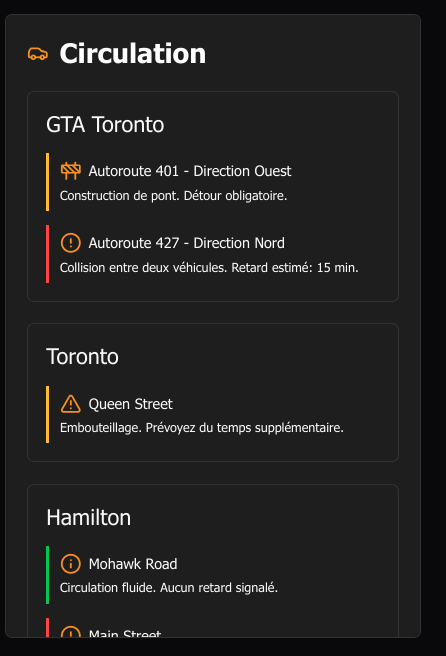 Circulation
GTA Toronto
Autoroute 401 - Direction Ouest
Construction de pont. Détour obligatoire.
Autoroute 427 - Direction Nord
Collision entre deux véhicules. Retard estimé: 15 min.
Toronto
Queen Street
Embouteillage. Prévoyez du temps supplémentaire.
Hamilton
Mohawk Road
Circulation fluide. Aucun retard signalé.
Main Street